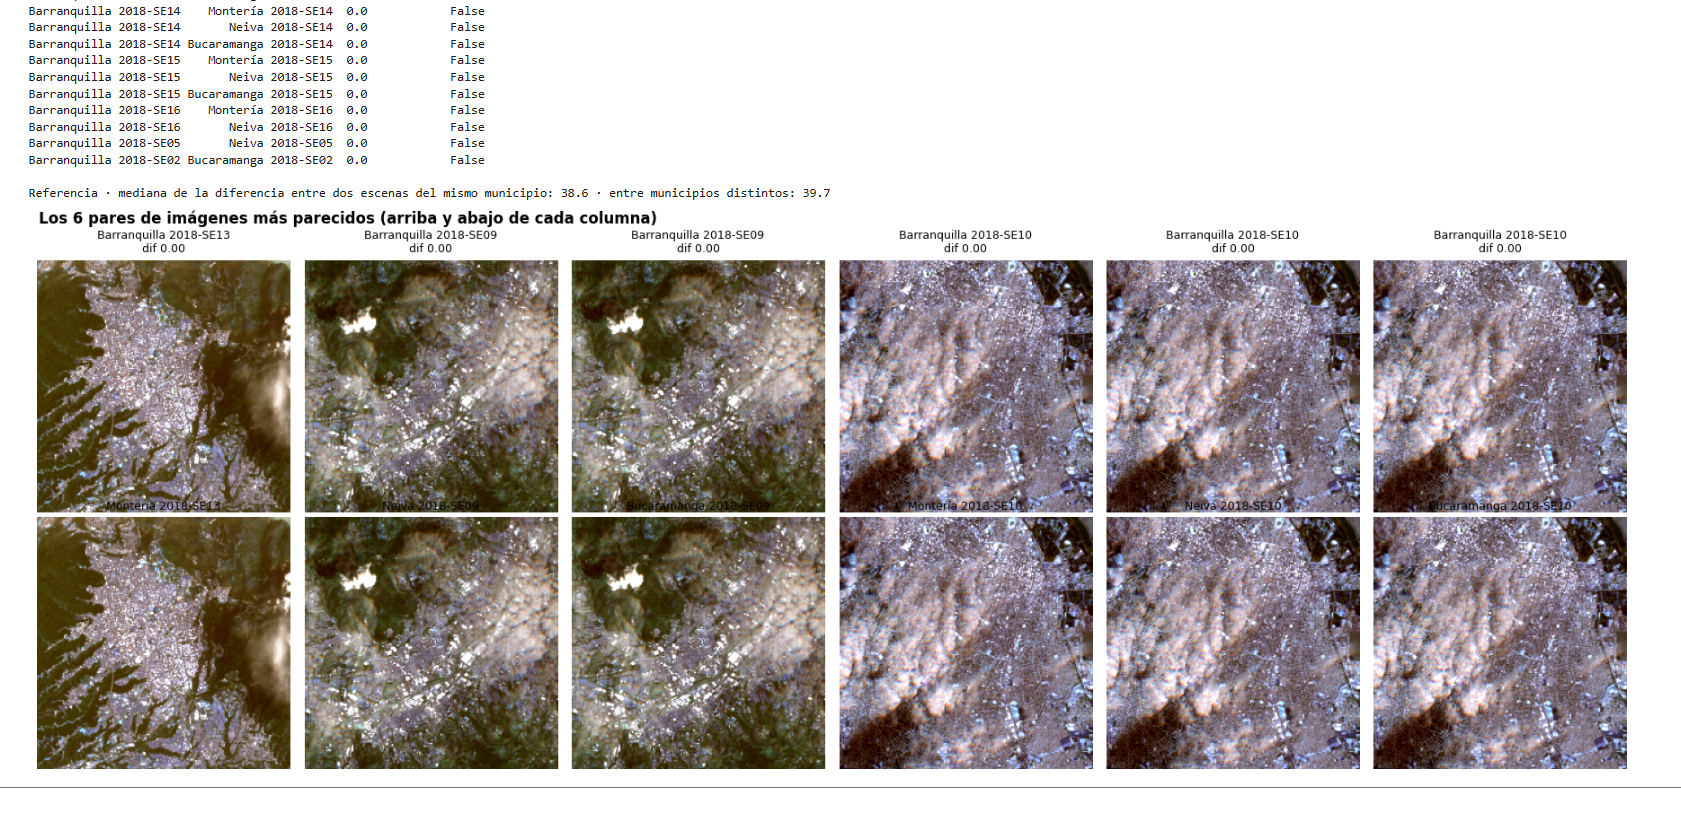 Barranquilla 2018-SE14 Montería 2018-SE14 0.0 False
Barranquilla 2018-SE14 Neiva 2018-SE14 0.0 False
Barranquilla 2018-SE14 Bucaramanga 2018-SE14 0.0 False
Barranquilla 2018-SE15 Montería 2018-SE15 0.0 False
Barranquilla 2018-SE15 Neiva 2018-SE15 0.0 False
Barranquilla 2018-SE15 Bucaramanga 2018-SE15 0.0 False
Barranquilla 2018-SE16 Montería 2018-SE16 0.0 False
Barranquilla 2018-SE16 Neiva 2018-SE16 0.0 False
Barranquilla 2018-SE05 Neiva 2018-SE05 0.0 False
Barranquilla 2018-SE02 Bucaramanga 2018-SE02 0.0 False
Referencia · mediana de la diferencia entre dos escenas del mismo municipio: 38.6 · entre municipios distintos: 39.7
Los 6 pares de imágenes más parecidos (arriba y abajo de cada columna)
Barranquilla 2018-SE13 Barranquilla 2018-SE09 Barranquilla 2018-SE09 Barranquilla 2018-SE10 Barranquilla 2018-SE10 Barranquilla 2018-SE10
dif 0.00 dif 0.00 dif 0.00 dif 0.00 dif 0.00 dif 0.00
Montería 2018-SE13 Neiva 2018-SE09 Bucaramanga 2018-SE09 Montería 2018-SE10 Neiva 2018-SE10 Bucaramanga 2018-SE10